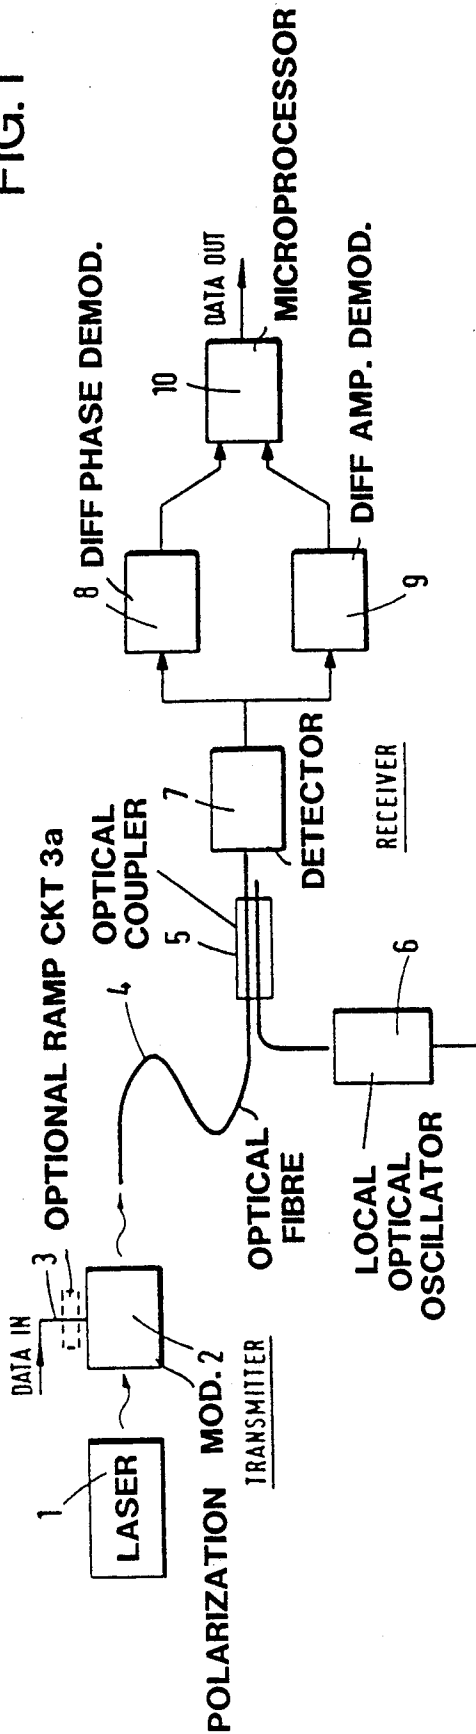 FIG.1
DATA IN
3
OPTIONAL RAMP CKT 3a
1
LASER
2
POLARIZATION MOD.
TRANSMITTER
4
OPTICAL
FIBRE
OPTICAL
COUPLER
5
LOCAL
OPTICAL
OSCILLATOR
6
7
DETECTOR
RECEIVER
8
DIFF PHASE DEMOD.
9
DIFF AMP. DEMOD.
10
DATA OUT
MICROPROCESSOR